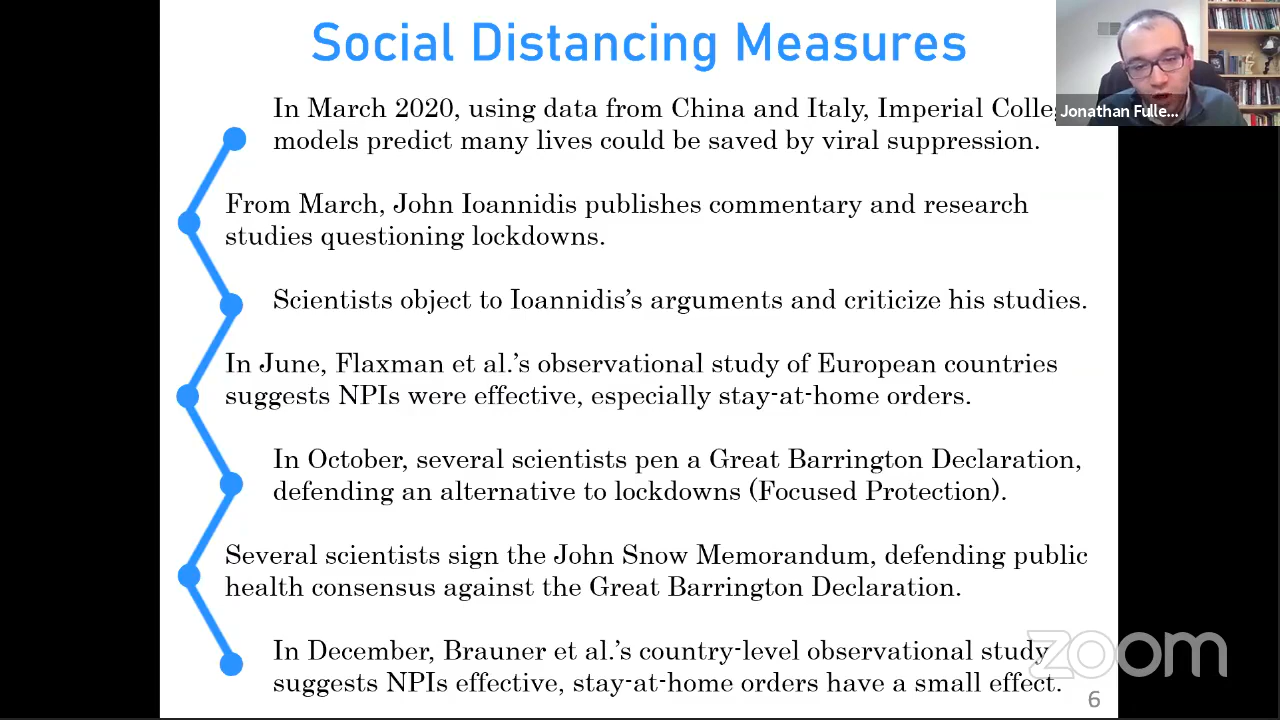 Social Distancing Measures
In March 2020, using data from China and Italy, Imperial
models predict many lives could be saved by viral suppression.
From March, John Ioannidis publishes commentary and research
studies questioning lockdowns.
Scientists object to Ioannidis’s arguments and criticize his studies.
In June, Flaxman et al.’s observational study of European countries
suggests NPIs were effective, especially stay-at-home orders.
In October, several scientists pen a Great Barrington Declaration,
defending an alternative to lockdowns (Focused Protection).
Several scientists sign the John Snow Memorandum, defending public
health consensus against the Great Barrington Declaration.
In December, Brauner et al.’s country-level observational study
suggests NPIs effective, stay-at-home orders have a small effect.
6
Jonathan Fulle...
zoom